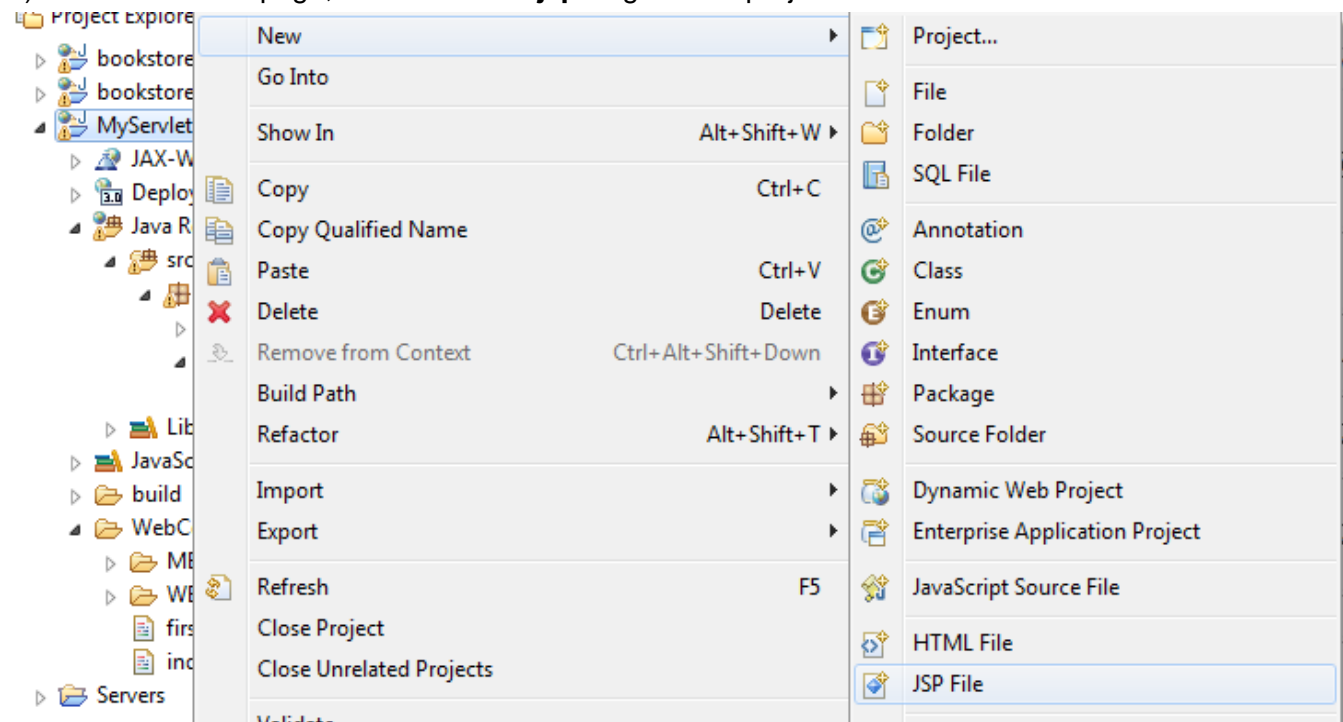 Project Explore
bookstore
bookstore
MyServlet
JAX-W
3.0 Deploy
Java R
src
Lib
JavaSc
build
WebC
ME
WE
firs
ind
Servers
New
Go Into
Show In Alt+Shift+W
Copy Ctrl+C
Copy Qualified Name
Paste Ctrl+V
Delete Delete
Remove from Context Ctrl+Alt+Shift+Down
Build Path
Refactor Alt+Shift+T
Import
Export
Refresh F5
Close Project
Close Unrelated Projects
Validate
Project...
File
Folder
SQL File
Annotation
Class
Enum
Interface
Package
Source Folder
Dynamic Web Project
Enterprise Application Project
JavaScript Source File
HTML File
JSP File